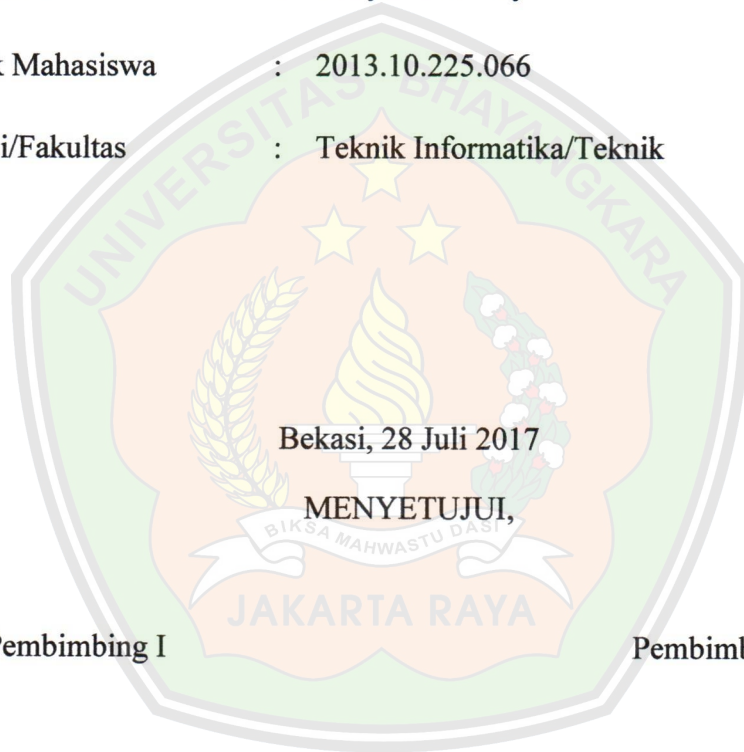 k Mahasiswa : 2013.10.225.066
i/Fakultas : Teknik Informatika/Teknik
UNIVERSITAS BHAYANGKARA
Bekasi, 28 Juli 2017
MENYETUJUI,
BIKSA MAHWASTU DASI
JAKARTA RAYA
Pembimbing I Pembimb